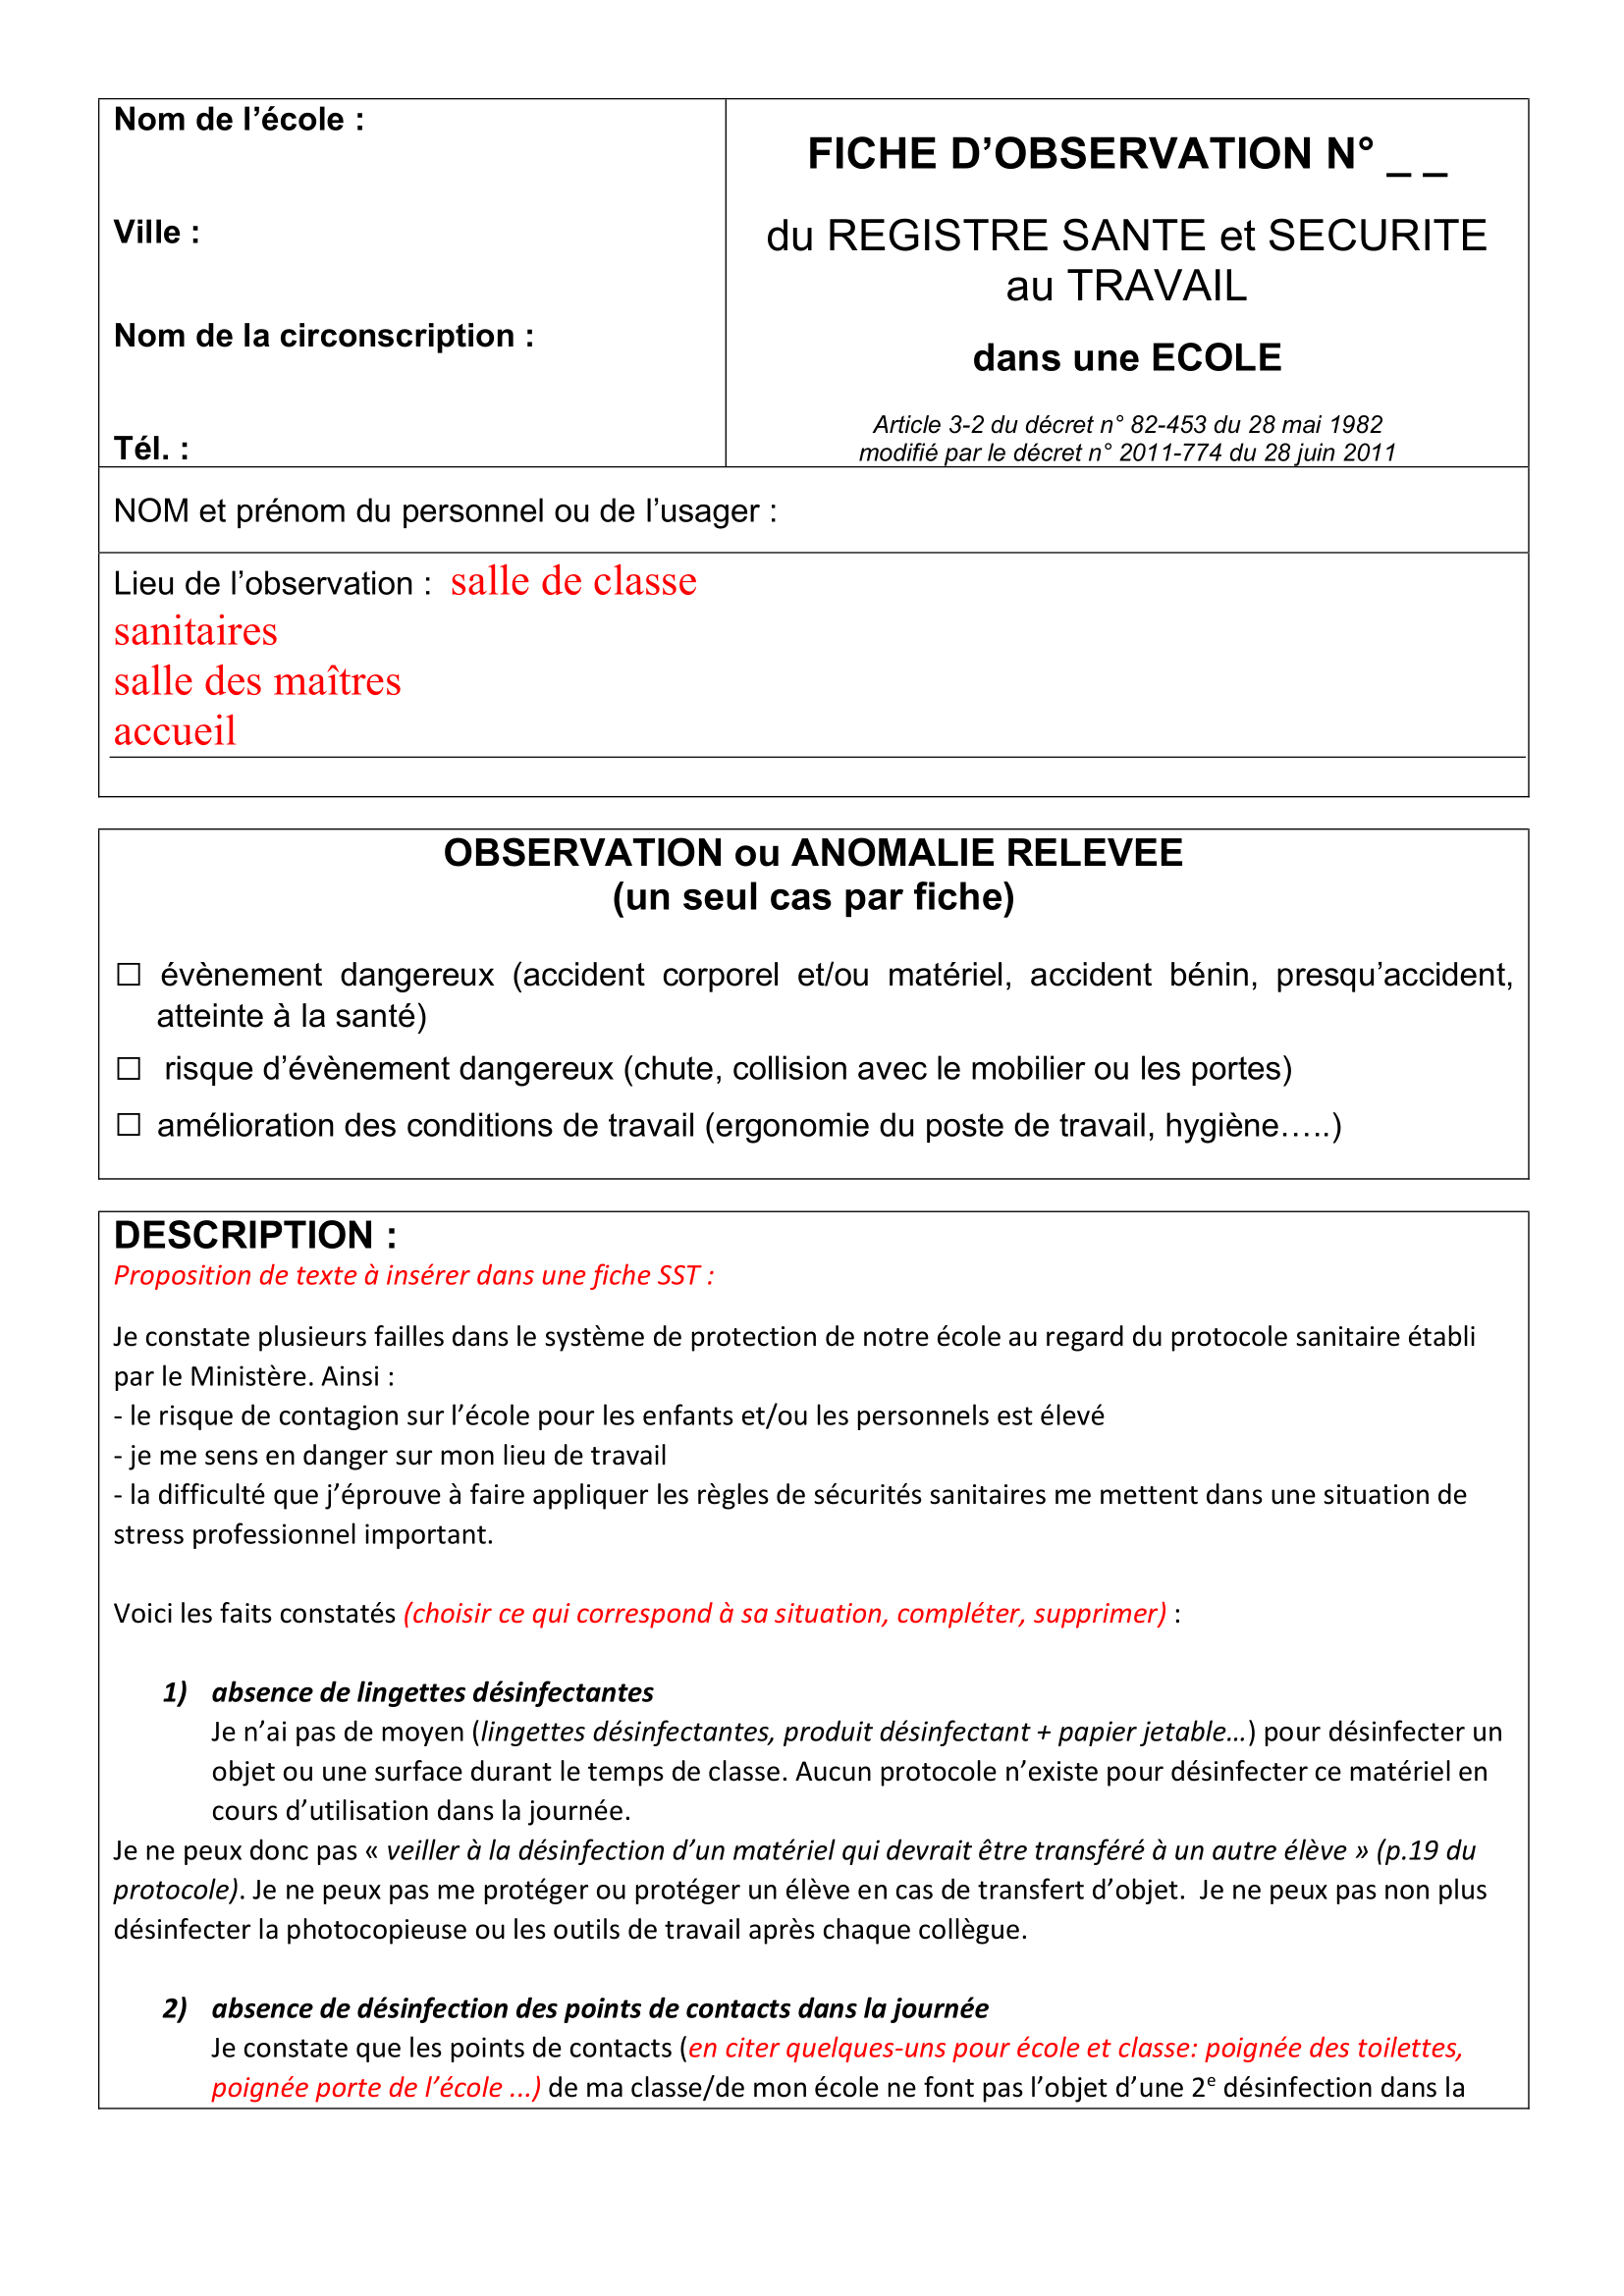 Nom de l’école :
Ville :
Nom de la circonscription :
Tél. :
FICHE D’OBSERVATION N° _ _
du REGISTRE SANTE et SECURITE
au TRAVAIL
dans une ECOLE
Article 3-2 du décret n° 82-453 du 28 mai 1982
modifié par le décret n° 2011-774 du 28 juin 2011
NOM et prénom du personnel ou de l’usager :
Lieu de l’observation : salle de classe
sanitaires
salle des maîtres
accueil
OBSERVATION ou ANOMALIE RELEVEE
(un seul cas par fiche)
☐ évènement dangereux (accident corporel et/ou matériel, accident bénin, presqu’accident,
atteinte à la santé)
☐ risque d’évènement dangereux (chute, collision avec le mobilier ou les portes)
☐ amélioration des conditions de travail (ergonomie du poste de travail, hygiène…..)
DESCRIPTION :
Proposition de texte à insérer dans une fiche SST :
Je constate plusieurs failles dans le système de protection de notre école au regard du protocole sanitaire établi
par le Ministère. Ainsi :
- le risque de contagion sur l’école pour les enfants et/ou les personnels est élevé
- je me sens en danger sur mon lieu de travail
- la difficulté que j’éprouve à faire appliquer les règles de sécurités sanitaires me mettent dans une situation de
stress professionnel important.
Voici les faits constatés (choisir ce qui correspond à sa situation, compléter, supprimer) :
1) absence de lingettes désinfectantes
Je n’ai pas de moyen (lingettes désinfectantes, produit désinfectant + papier jetable…) pour désinfecter un
objet ou une surface durant le temps de classe. Aucun protocole n’existe pour désinfecter ce matériel en
cours d’utilisation dans la journée.
Je ne peux donc pas « veiller à la désinfection d’un matériel qui devrait être transféré à un autre élève » (p.19 du
protocole). Je ne peux pas me protéger ou protéger un élève en cas de transfert d’objet. Je ne peux pas non plus
désinfecter la photocopieuse ou les outils de travail après chaque collègue.
2) absence de désinfection des points de contacts dans la journée
Je constate que les points de contacts (en citer quelques-uns pour école et classe: poignée des toilettes,
poignée porte de l’école ...) de ma classe/de mon école ne font pas l’objet d’une 2e désinfection dans la